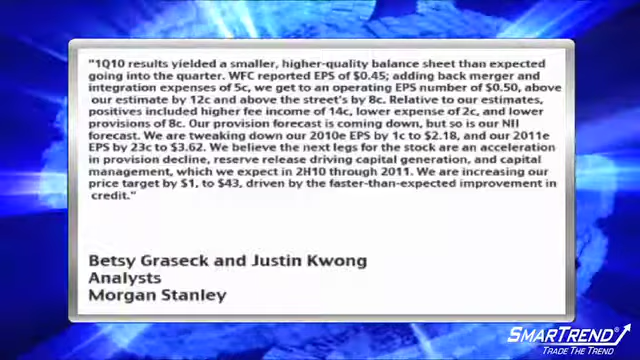 "1Q10 results yielded a smaller, higher-quality balance sheet than expected
going into the quarter. WFC reported EPS of $0.45; adding back merger and
integration expenses of 5c, we get to an operating EPS number of $0.50, above
our estimate by 12c and above the street's by 8c. Relative to our estimates,
positives included higher fee income of 14c, lower expense of 2c, and lower
provisions of 8c. Our provision forecast is coming down, but so is our NII
forecast. We are tweaking down our 2010e EPS by 1c to $2.18, and our 2011e
EPS by 23c to $3.62. We believe the next legs for the stock are an acceleration
in provision decline, reserve release driving capital generation, and capital
management, which we expect in 2H10 through 2011. We are increasing our
price target by $1, to $43, driven by the faster-than-expected improvement in
credit."
Betsy Graseck and Justin Kwong
Analysts
Morgan Stanley
SMARTREND
TRADE THE TREND